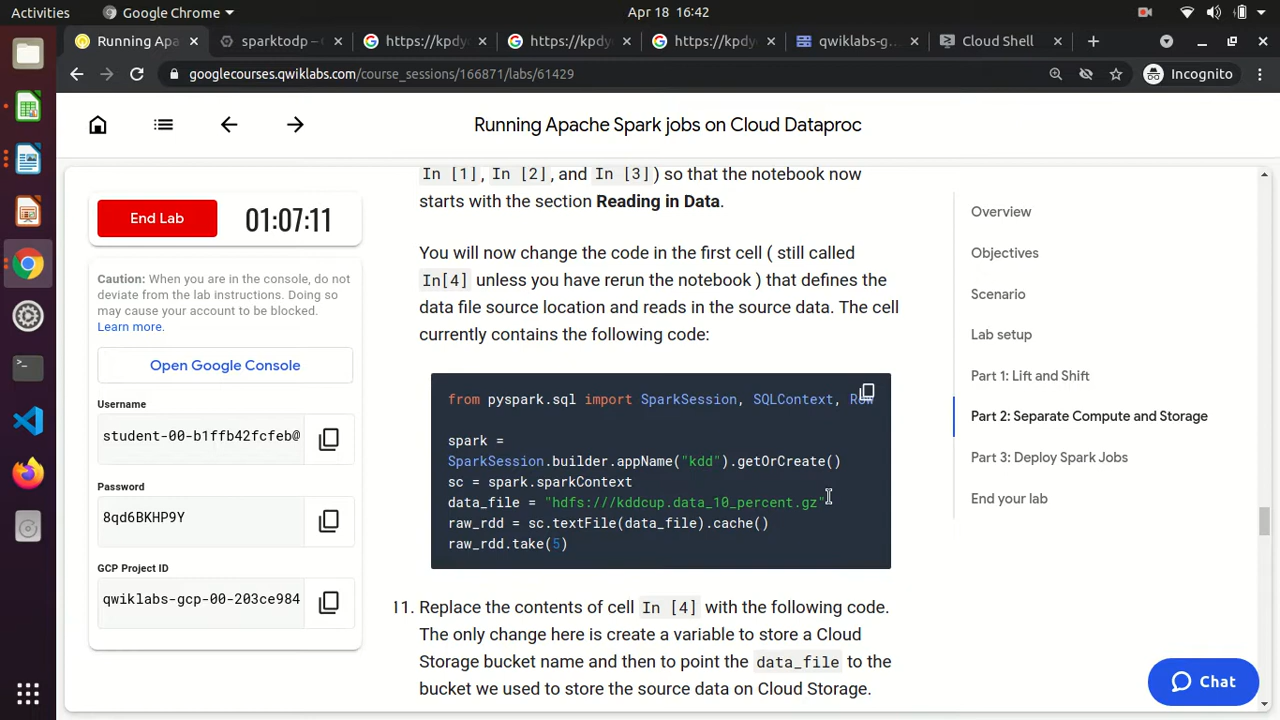 Activities
Google Chrome
Apr 18 16:42
Running Apa
sparktodp –
https://kpdy
https://kpdy
https://kpdy
qwiklabs-g
Cloud Shell
googlecourses.qwiklabs.com/course_sessions/166871/labs/61429
Incognito
Running Apache Spark jobs on Cloud Dataproc
End Lab
01:07:11
Caution: When you are in the console, do not
deviate from the lab instructions. Doing so
may cause your account to be blocked.
Learn more.
Open Google Console
Username
student-00-b1ffb42fcfeb@
Password
8qd6BKHP9Y
GCP Project ID
qwiklabs-gcp-00-203ce984
In [1], In [2], and In [3]) so that the notebook now
starts with the section Reading in Data.
You will now change the code in the first cell ( still called
In[4] unless you have rerun the notebook ) that defines the
data file source location and reads in the source data. The cell
currently contains the following code:
from pyspark.sql import SparkSession, SQLContext, Row
spark =
SparkSession.builder.appName("kdd").getOrCreate()
sc = spark.sparkContext
data_file = "hdfs:///kddcup.data_10_percent.gz"
raw_rdd = sc.textFile(data_file).cache()
raw_rdd.take(5)
11. Replace the contents of cell In [4] with the following code.
The only change here is create a variable to store a Cloud
Storage bucket name and then to point the data_file to the
bucket we used to store the source data on Cloud Storage.
Overview
Objectives
Scenario
Lab setup
Part 1: Lift and Shift
Part 2: Separate Compute and Storage
Part 3: Deploy Spark Jobs
End your lab
Chat